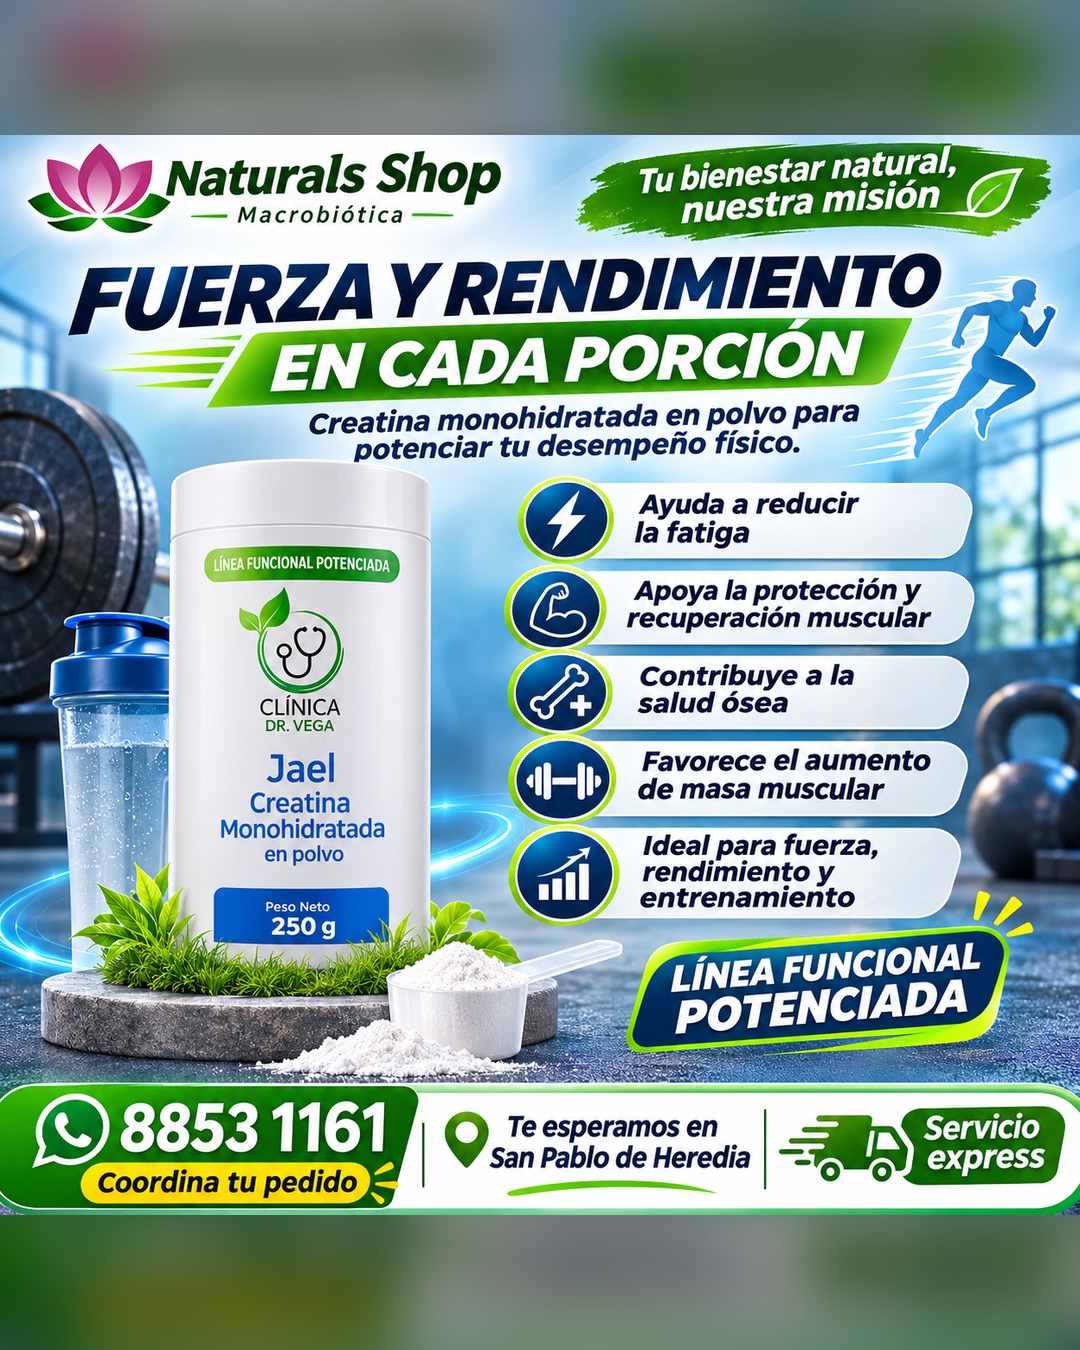 Naturals Shop
Macrobiótica
Tu bienestar natural,
nuestra misión
FUERZA Y RENDIMIENTO
EN CADA PORCIÓN
Creatina monohidratada en polvo para
potenciar tu desempeño físico.
LÍNEA FUNCIONAL POTENCIADA
CLÍNICA
DR. VEGA
Jael
Creatina
Monohidratada
en polvo
Peso Neto
250 g
Ayuda a reducir
la fatiga
Apoya la protección y
recuperación muscular
Contribuye a la
salud ósea
Favorece el aumento
de masa muscular
Ideal para fuerza,
rendimiento y
entrenamiento
LÍNEA FUNCIONAL
POTENCIADA
8853 1161
Coordina tu pedido
Te esperamos en
San Pablo de Heredia
Servicio
express